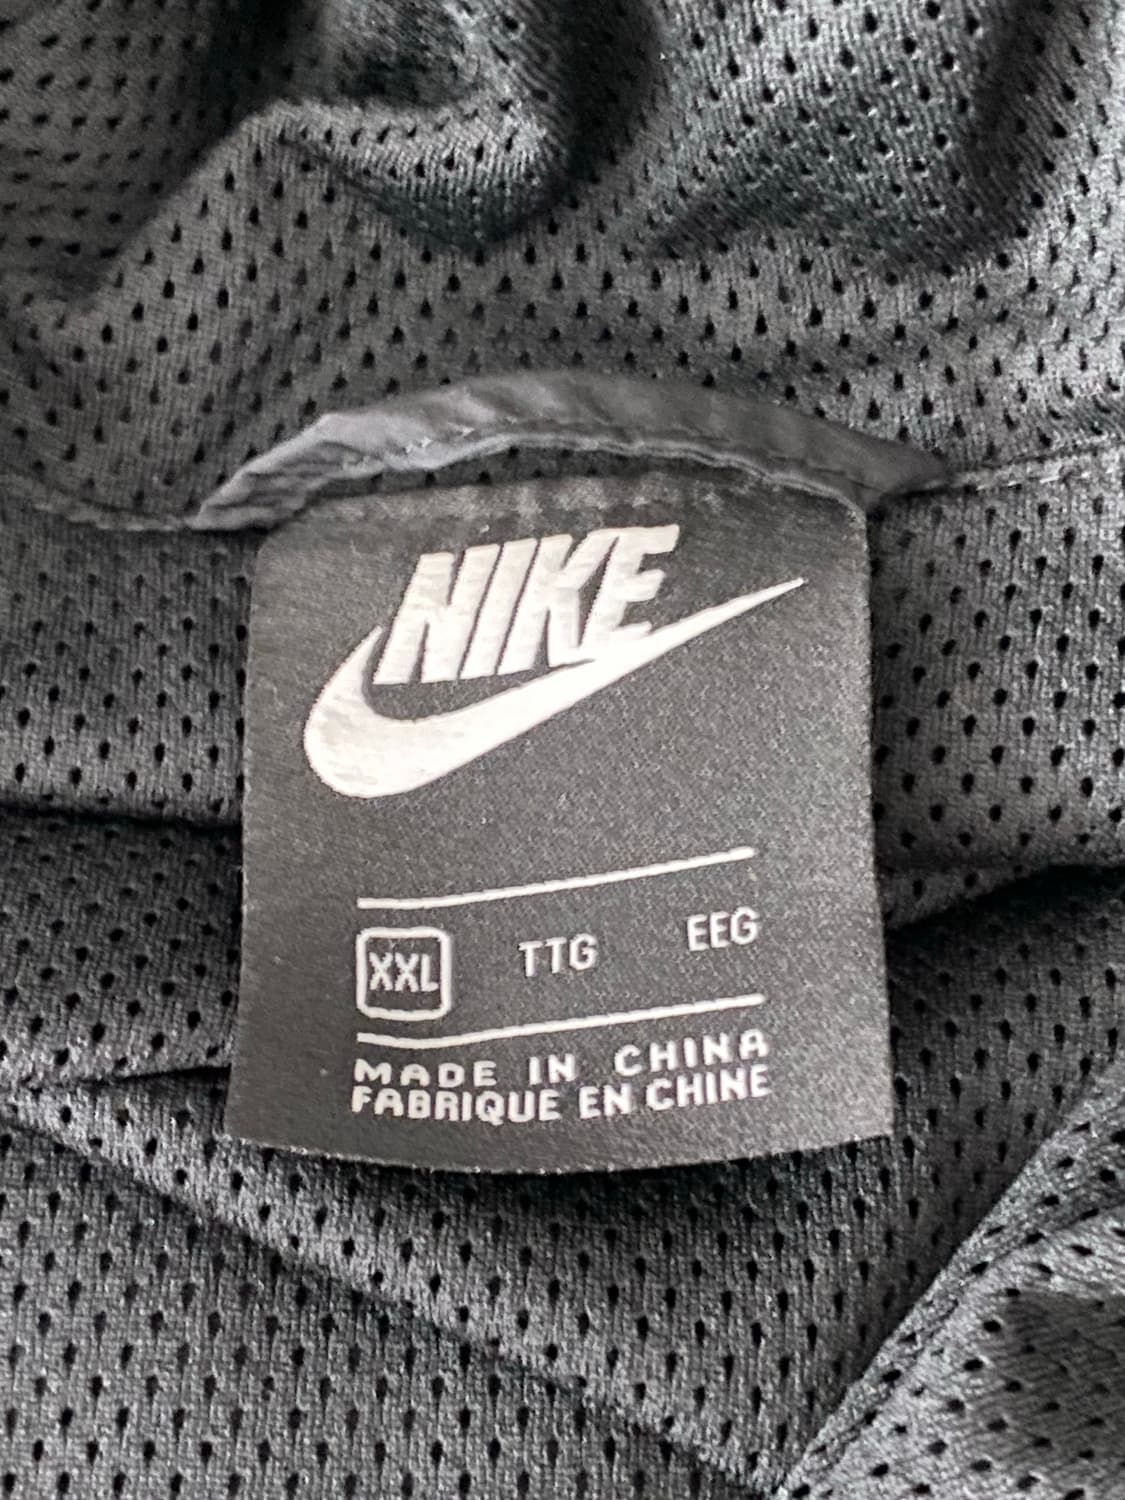 NIKE
XXL TTG EEG
MADE IN CHINA
FABRIQUE EN CHINE